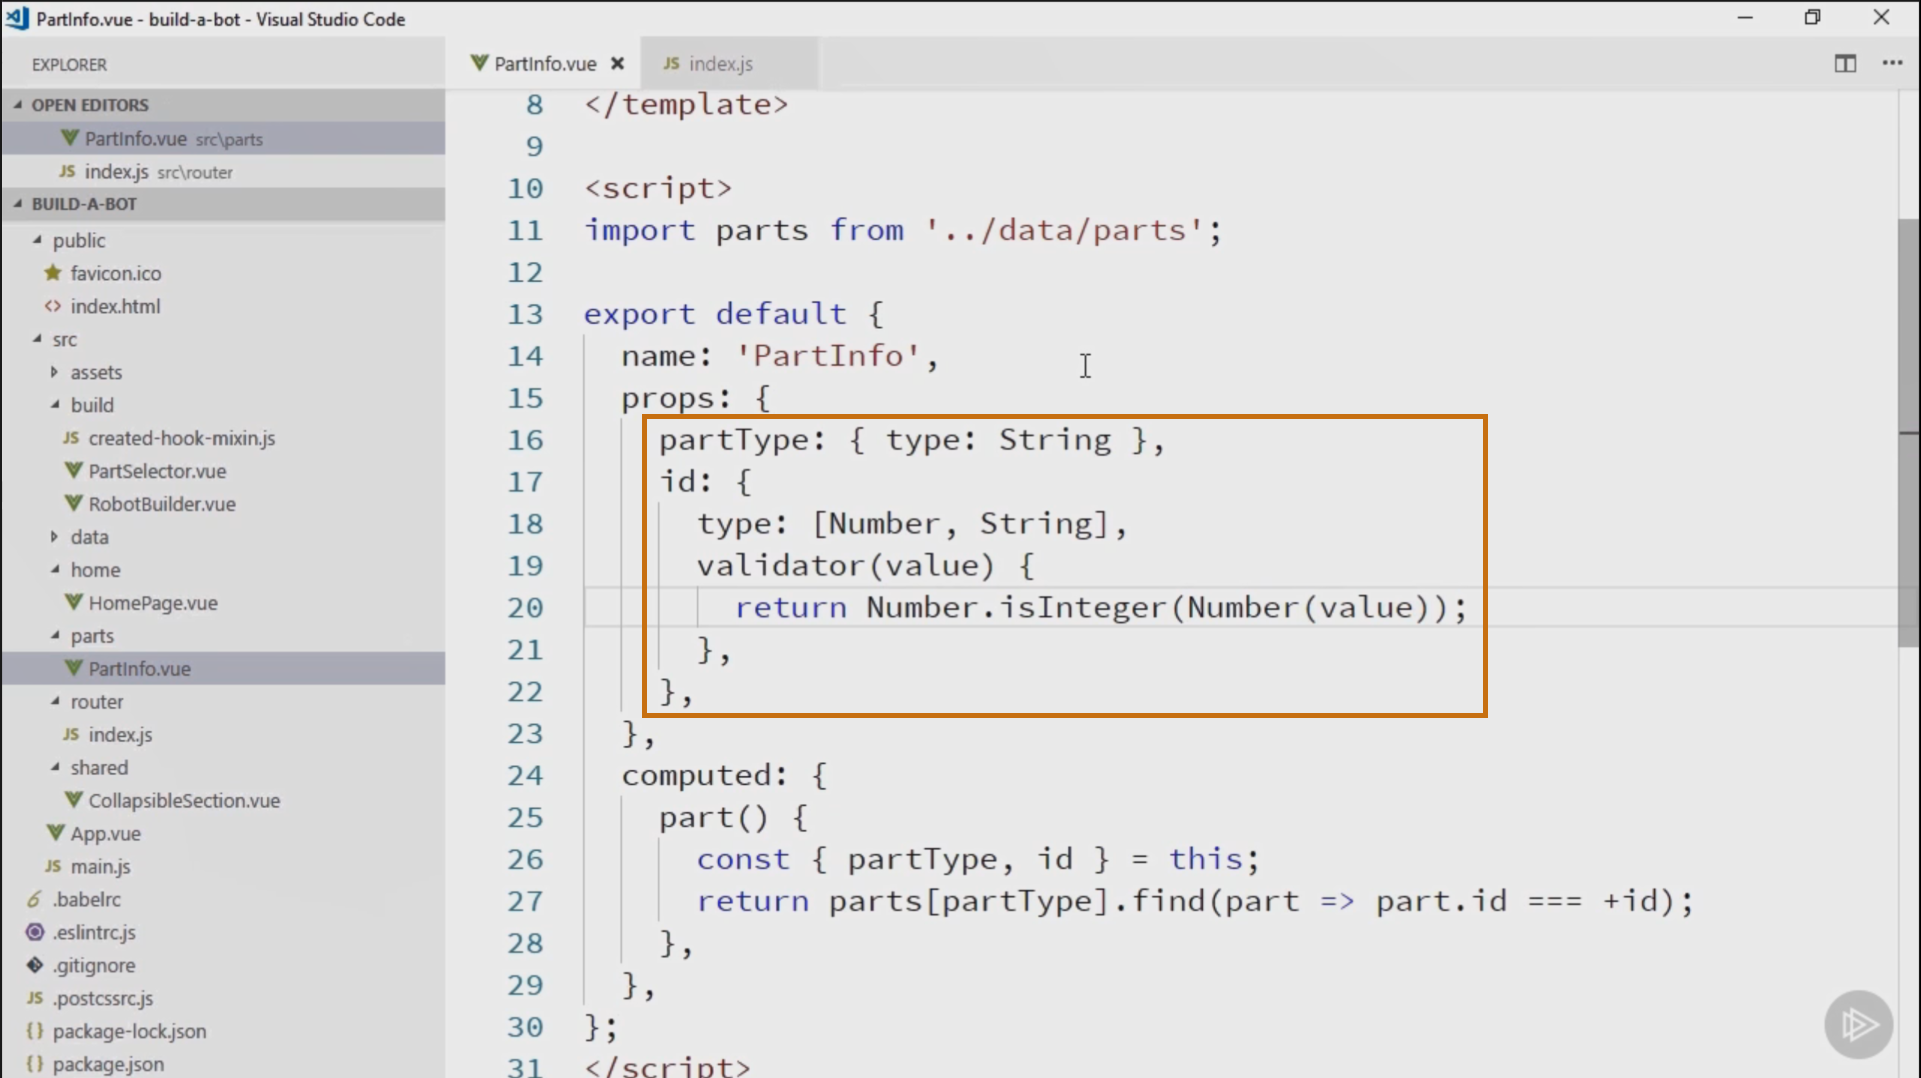 PartInfo.vue - build-a-bot - Visual Studio Code
EXPLORER
OPEN EDITORS
PartInfo.vue src\parts
JS index.js src\router
BUILD-A-BOT
public
favicon.ico
<> index.html
src
assets
build
JS created-hook-mixin.js
PartSelector.vue
RobotBuilder.vue
data
home
HomePage.vue
parts
PartInfo.vue
router
JS index.js
shared
CollapsibleSection.vue
App.vue
JS main.js
.babelrc
.eslintrc.js
.gitignore
JS .postcssrc.js
{} package-lock.json
{} package.json
PartInfo.vue
JS index.js
8 </template>
9
10 <script>
11 import parts from '../data/parts';
12
13 export default {
14 name: 'PartInfo',
15 props: {
16 partType: { type: String },
17 id: {
18 type: [Number, String],
19 validator(value) {
20 return Number.isInteger(Number(value));
21 },
22 },
23 },
24 computed: {
25 part() {
26 const { partType, id } = this;
27 return parts[partType].find(part => part.id === +id);
28 },
29 },
30 };
31 </script>